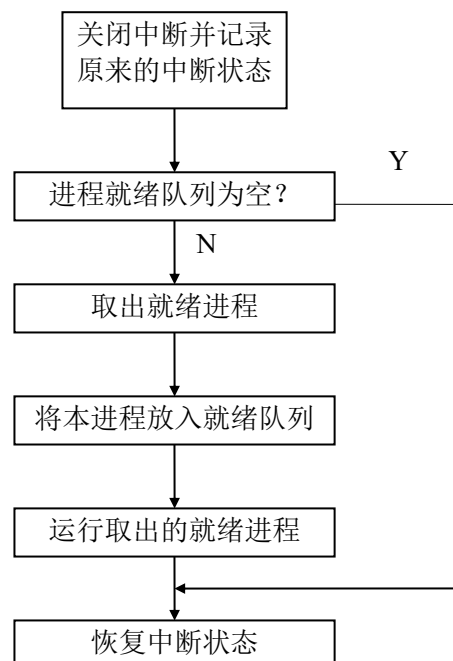 关闭中断并记录
原来的中断状态
Y
进程就绪队列为空？
N
取出就绪进程
将本进程放入就绪队列
运行取出的就绪进程
恢复中断状态